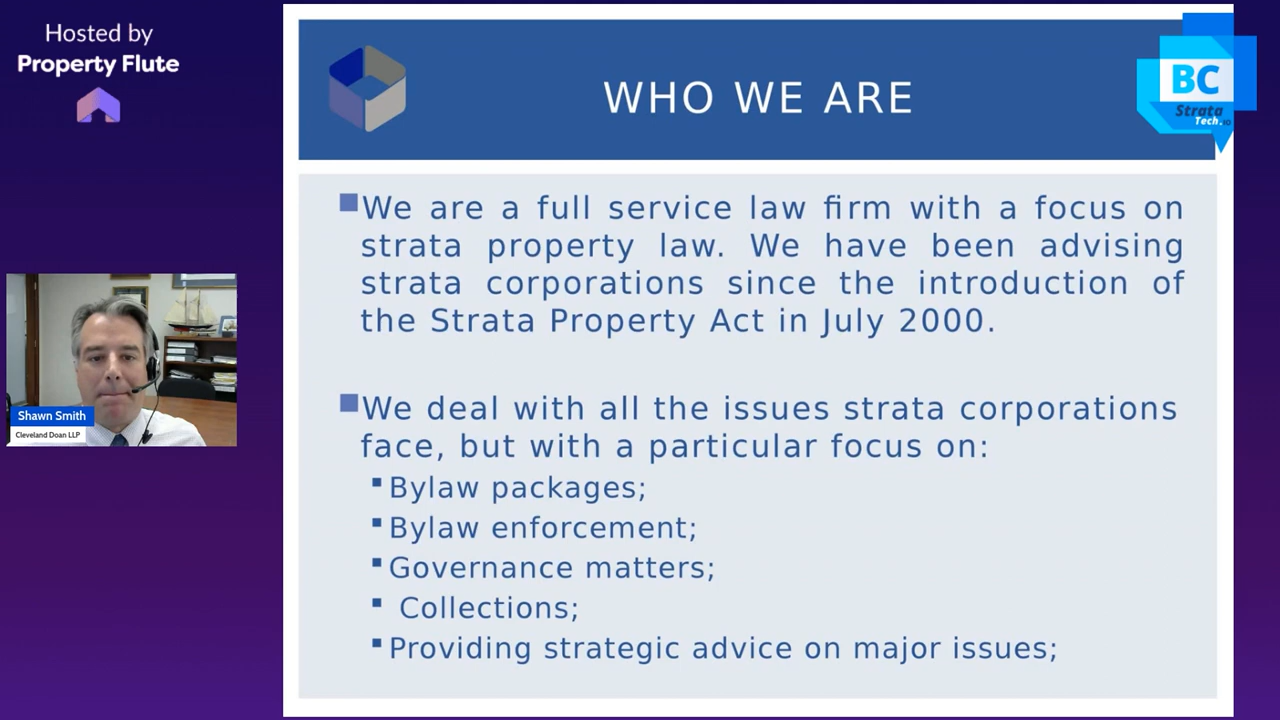 Hosted by
Property Flute
WHO WE ARE
BC
Strata
Tech.io
We are a full service law firm with a focus on
strata property law. We have been advising
strata corporations since the introduction of
the Strata Property Act in July 2000.
We deal with all the issues strata corporations
face, but with a particular focus on:
Bylaw packages;
Bylaw enforcement;
Governance matters;
Collections;
Providing strategic advice on major issues;
Shawn Smith
Cleveland Doan LLP